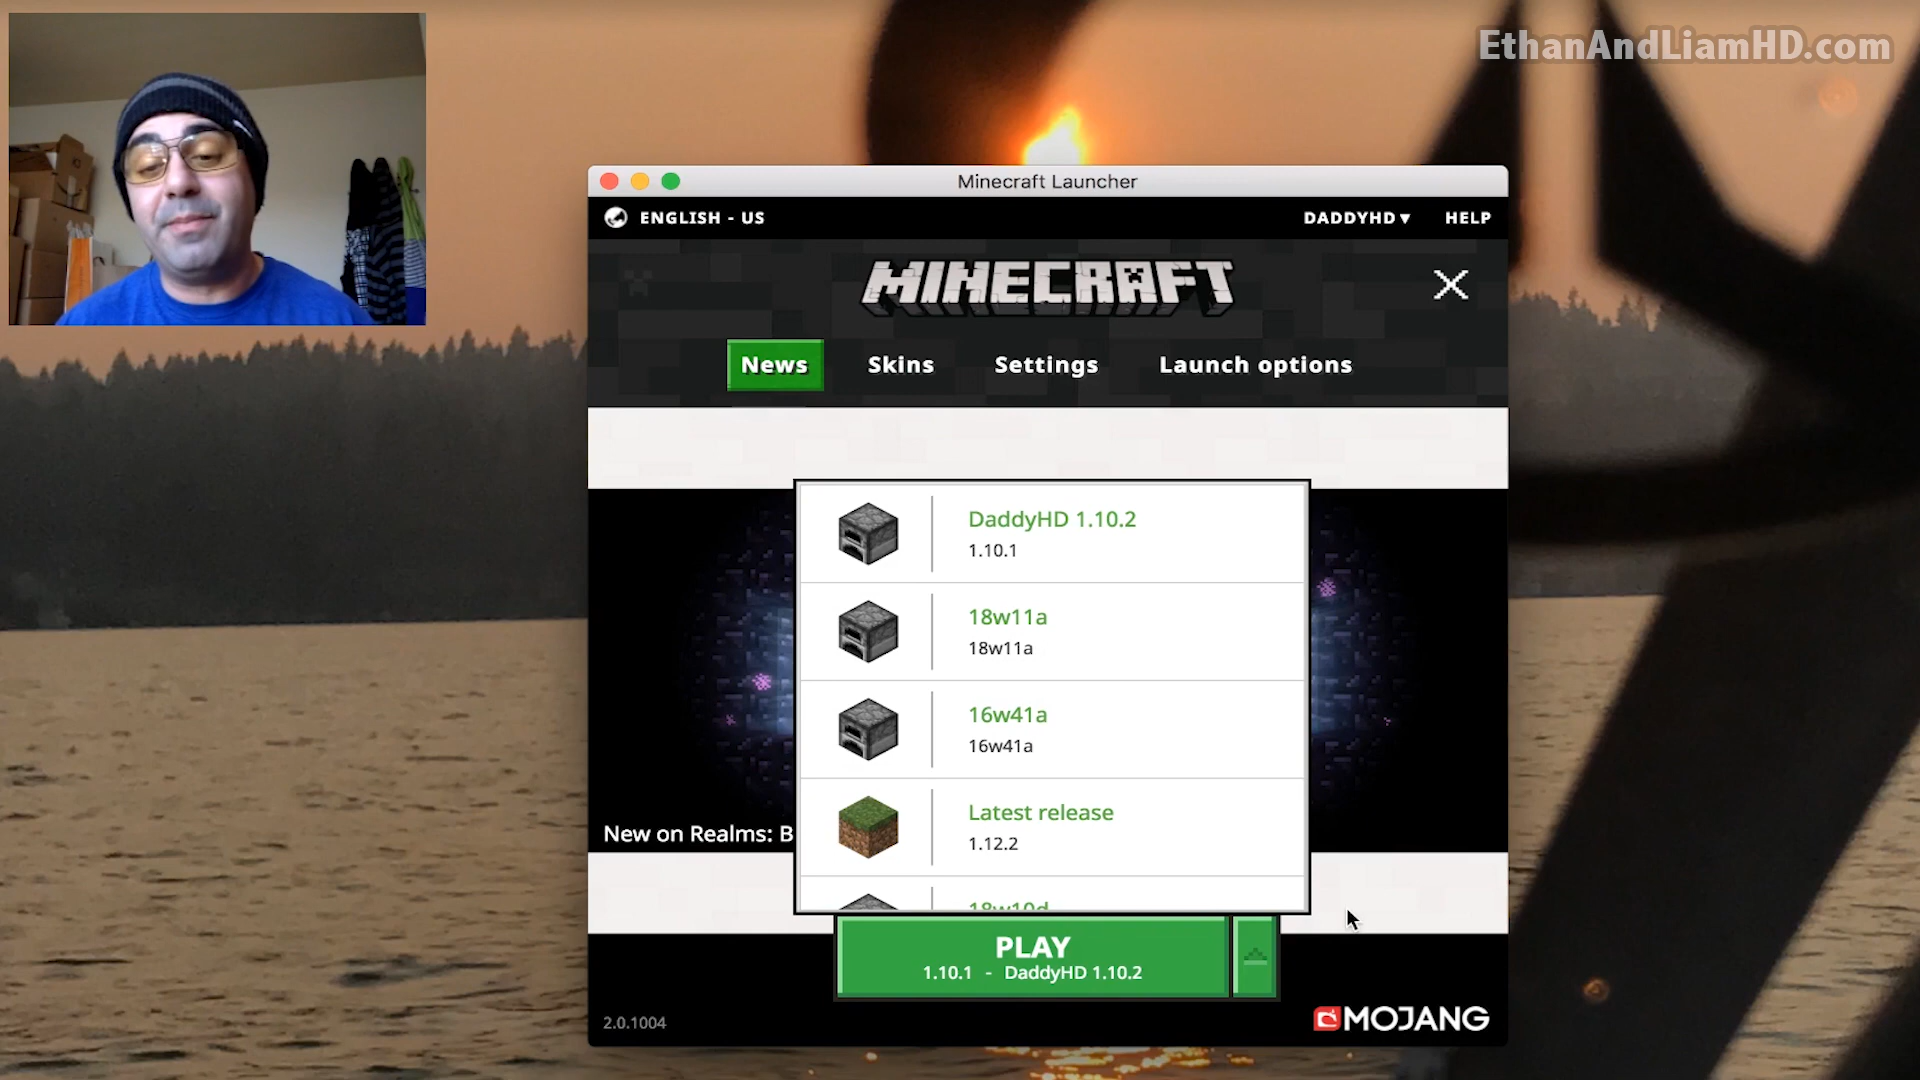 EthanAndLiamHD.com
Minecraft Launcher
ENGLISH - US
DADDYHD▼
HELP
MINECRAFT
News
Skins
Settings
Launch options
DaddyHD 1.10.2
1.10.1
18w11a
18w11a
16w41a
16w41a
Latest release
1.12.2
18w10d
New on Realms: B
PLAY
1.10.1 - DaddyHD 1.10.2
2.0.1004
MOJANG